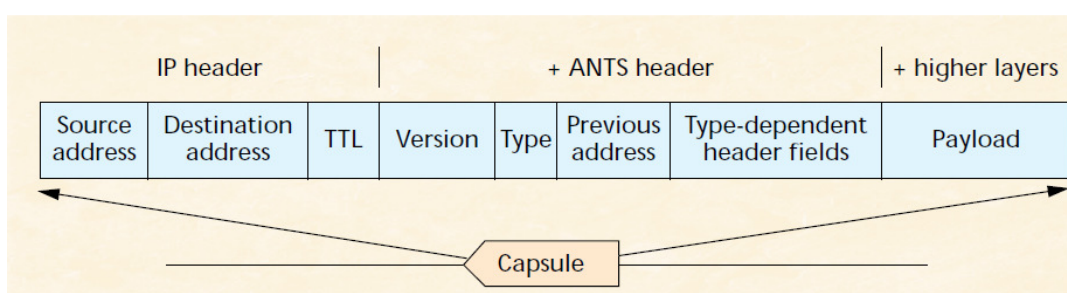 IP header
+ ANTS header
+ higher layers
Source
address
Destination
address
TTL
Version
Type
Previous
address
Type-dependent
header fields
Payload
Capsule